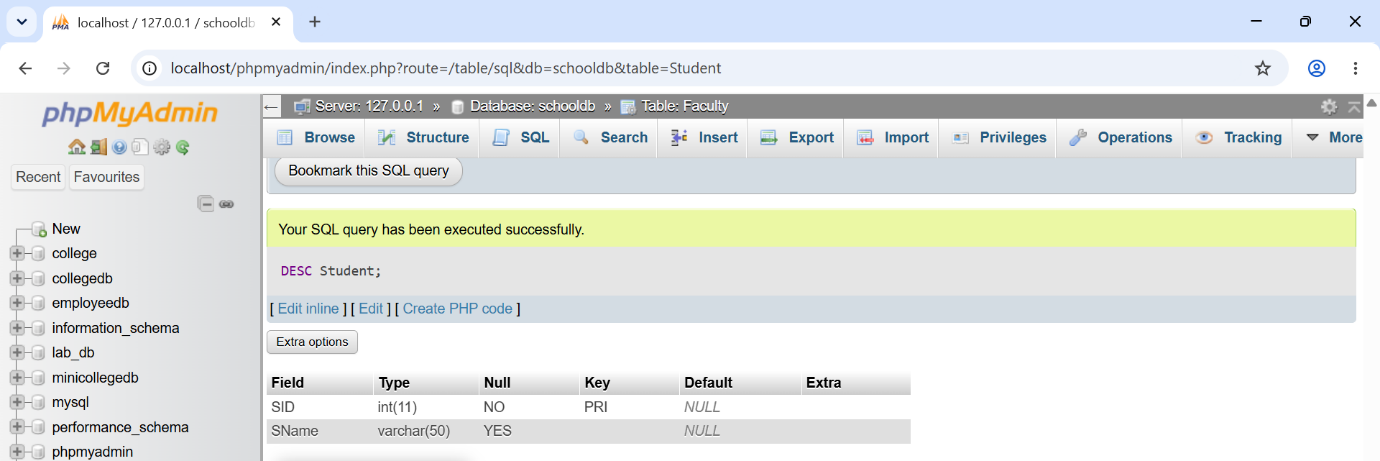 localhost / 127.0.0.1 / schooldb
localhost/phpmyadmin/index.php?route=/table/sql&db=schooldb&table=Student
phpMyAdmin
Recent Favourites
New
college
collegedb
employeedb
information_schema
lab_db
minicollegedb
mysql
performance_schema
phpmyadmin
Server: 127.0.0.1 » Database: schooldb » Table: Faculty
Browse Structure SQL Search Insert Export Import Privileges Operations Tracking More
Bookmark this SQL query
Your SQL query has been executed successfully.
DESC Student;
[ Edit inline ] [ Edit ] [ Create PHP code ]
Extra options
Field Type Null Key Default Extra
SID int(11) NO PRI NULL
SName varchar(50) YES NULL